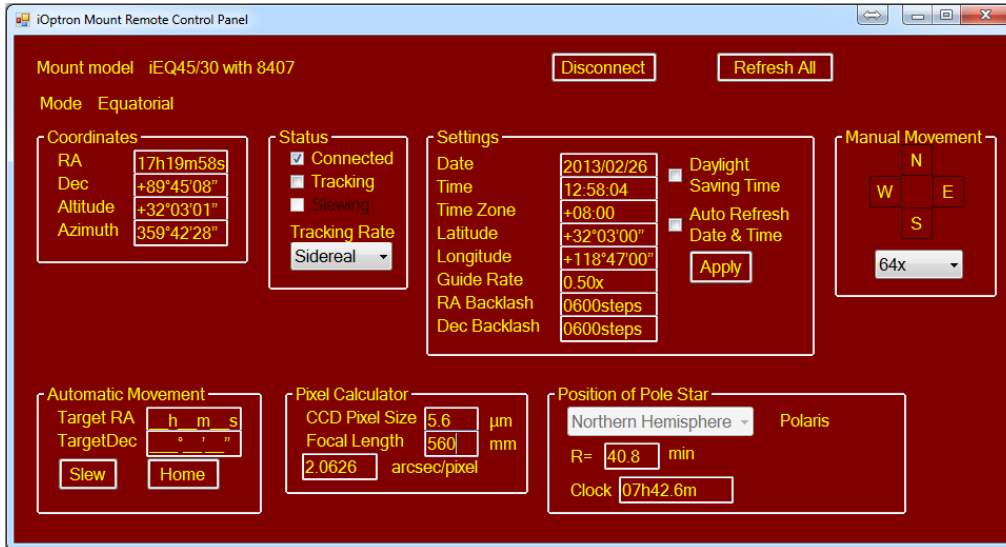 iOptron Mount Remote Control Panel
Mount model iEQ45/30 with 8407
Disconnect
Refresh All
Mode Equatorial
Coordinates
RA 17h19m58s
Dec +89°45'08"
Altitude +32°03'01"
Azimuth 359°42'28"
Status
Connected
Tracking
Slewing
Tracking Rate
Sidereal
Settings
Date 2013/02/26
Time 12:58:04
Time Zone +08:00
Latitude +32°03'00"
Longitude +118°47'00"
Guide Rate 0.50x
RA Backlash 0600steps
Dec Backlash 0600steps
Daylight
Saving Time
Auto Refresh
Date & Time
Apply
Manual Movement
N
W E
S
64x
Automatic Movement
Target RA __h__m__s
TargetDec ___°__'__"
Slew Home
Pixel Calculator
CCD Pixel Size 5.6 µm
Focal Length 560 mm
2.0626 arcsec/pixel
Position of Pole Star
Northern Hemisphere Polaris
R= 40.8 min
Clock 07h42.6m